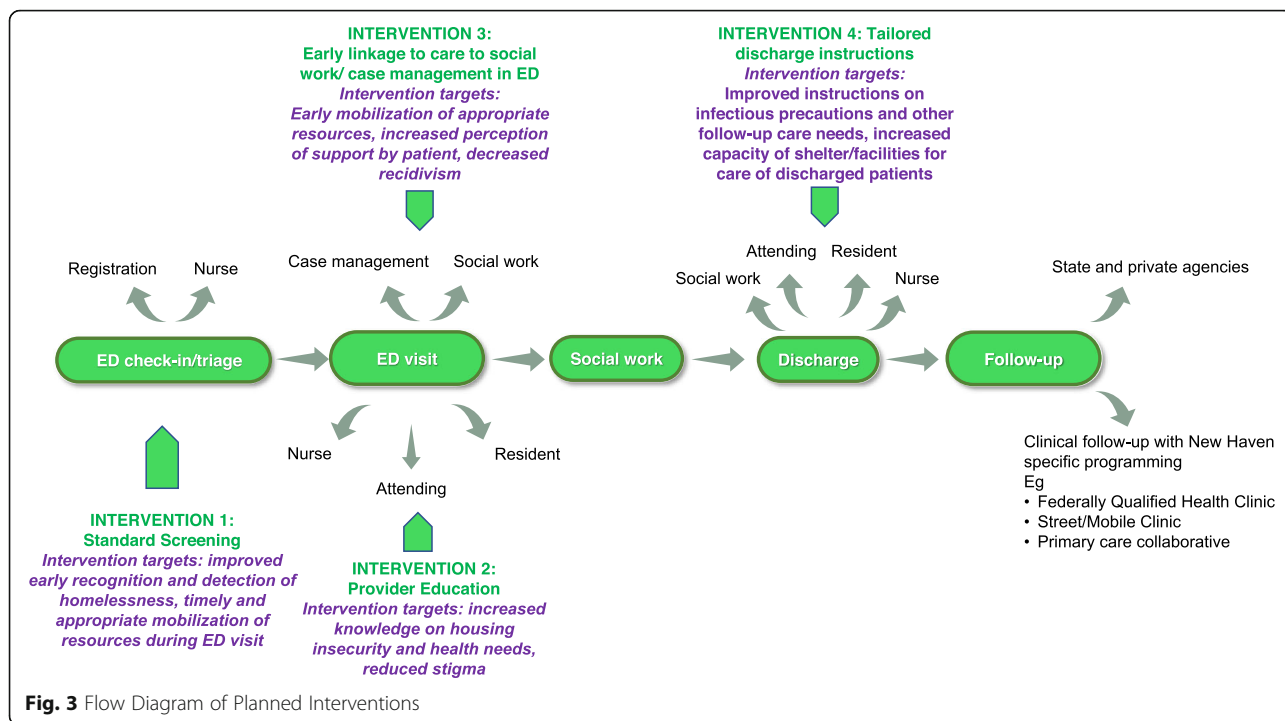 INTERVENTION 3:
Early linkage to care to social
work/ case management in ED
Intervention targets:
Early mobilization of appropriate
resources, increased perception
of support by patient, decreased
recidivism
INTERVENTION 4: Tailored
discharge instructions
Intervention targets:
Improved instructions on
infectious precautions and other
follow-up care needs, increased
capacity of shelter/facilities for
care of discharged patients
Registration
Nurse
Case management
Social work
Social work
Attending
Resident
Nurse
State and private agencies
ED check-in/triage
ED visit
Social work
Discharge
Follow-up
Nurse
Attending
Resident
Clinical follow-up with New Haven
specific programming
Eg
• Federally Qualified Health Clinic
• Street/Mobile Clinic
• Primary care collaborative
INTERVENTION 1:
Standard Screening
Intervention targets: improved
early recognition and detection of
homelessness, timely and
appropriate mobilization of
resources during ED visit
INTERVENTION 2:
Provider Education
Intervention targets: increased
knowledge on housing
insecurity and health needs,
reduced stigma
Fig. 3 Flow Diagram of Planned Interventions